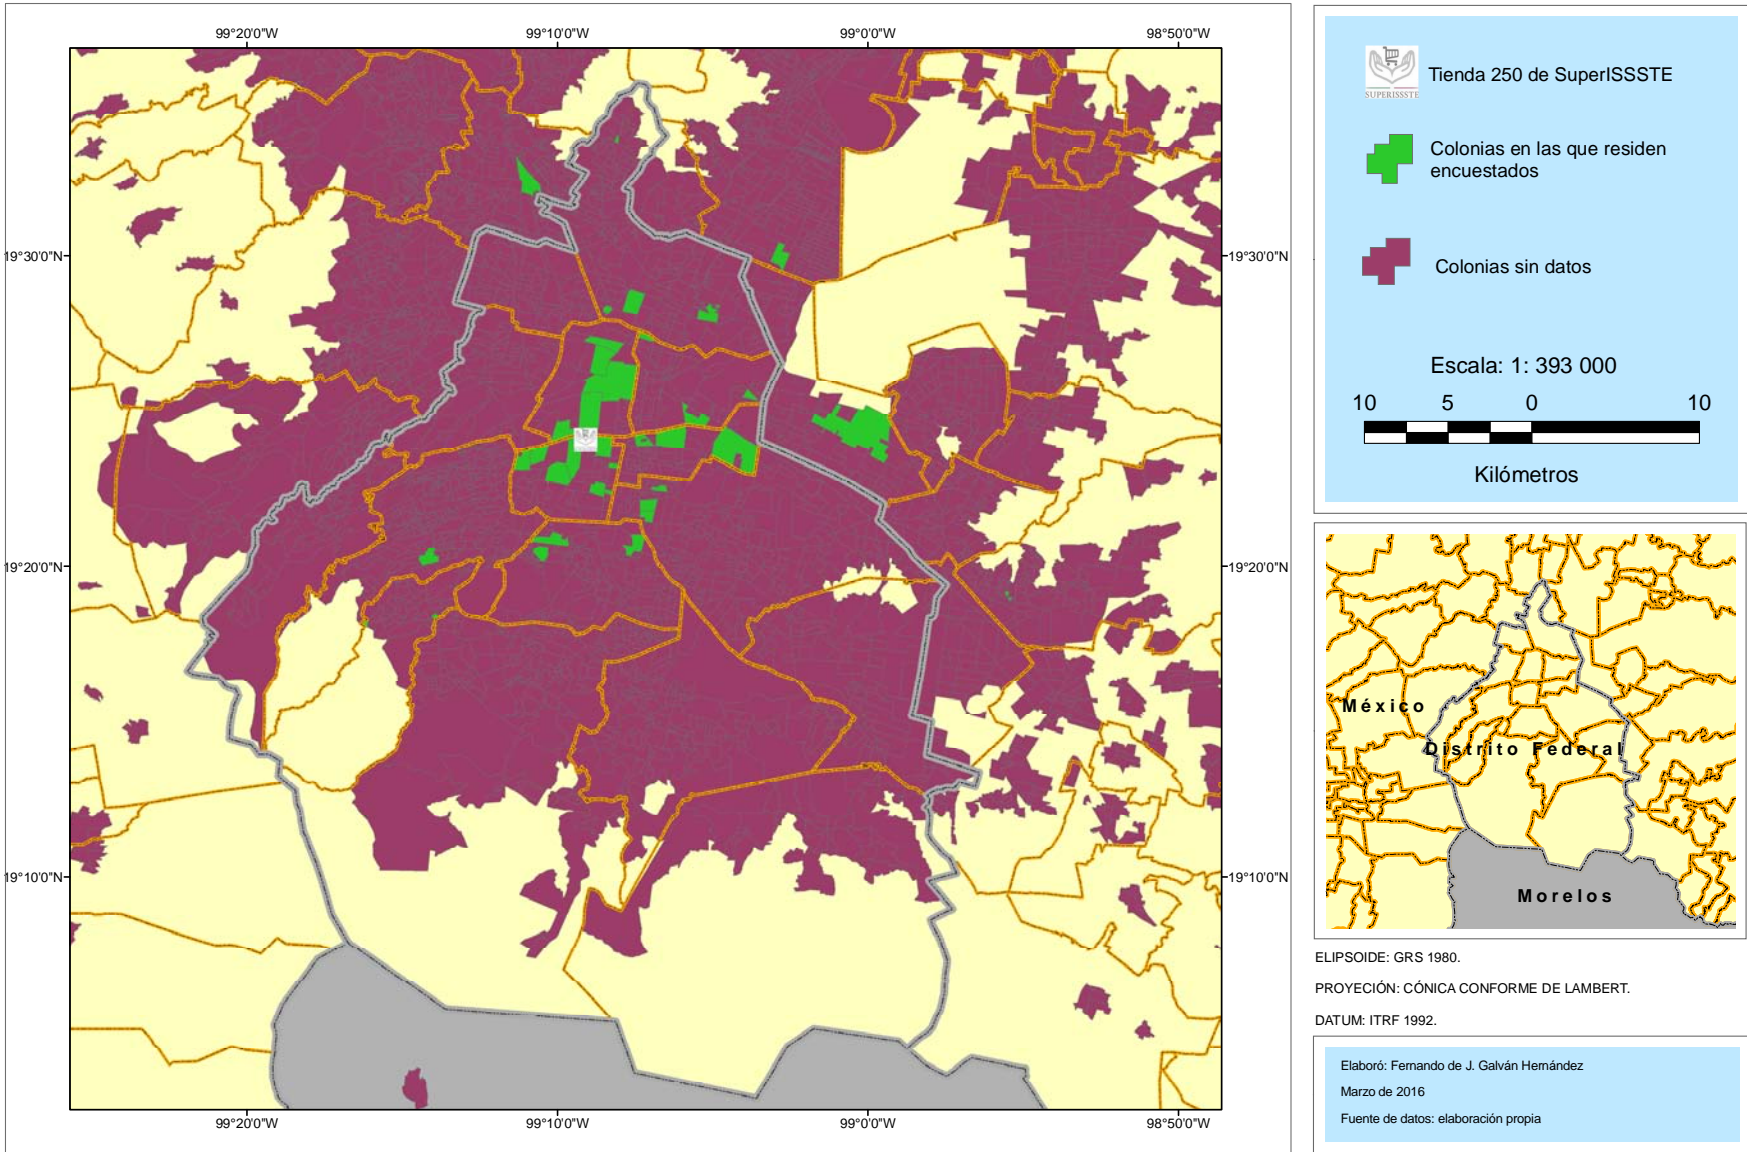 99°20'0"W
99°10'0"W
99°0'0"W
98°50'0"W
19°30'0"N
19°30'0"N
19°20'0"N
19°20'0"N
19°10'0"N
19°10'0"N
99°20'0"W
99°10'0"W
99°0'0"W
98°50'0"W
SUPERISSSTE
Tienda 250 de SuperISSSTE
Colonias en las que residen
encuestados
Colonias sin datos
Escala: 1: 393 000
10 5 0 10
Kilómetros
México
Distrito Federal
Morelos
ELIPSOIDE: GRS 1980.
PROYECIÓN: CÓNICA CONFORME DE LAMBERT.
DATUM: ITRF 1992.
Elaboró: Fernando de J. Galván Hernández
Marzo de 2016
Fuente de datos: elaboración propia